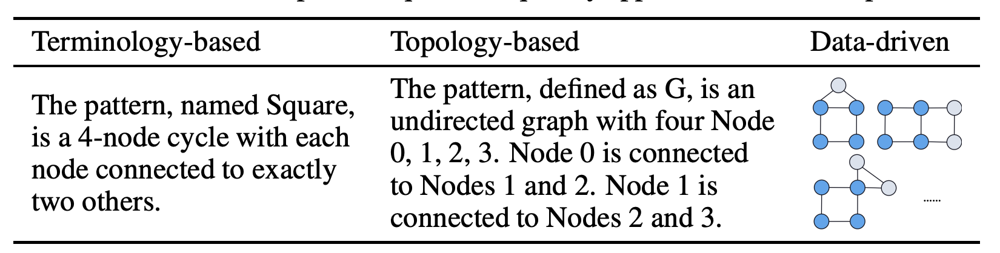 Terminology-based
Topology-based
Data-driven
The pattern, named Square,
is a 4-node cycle with each
node connected to exactly
two others.
The pattern, defined as G, is an
undirected graph with four Node
0, 1, 2, 3. Node 0 is connected
to Nodes 1 and 2. Node 1 is
connected to Nodes 2 and 3.
......